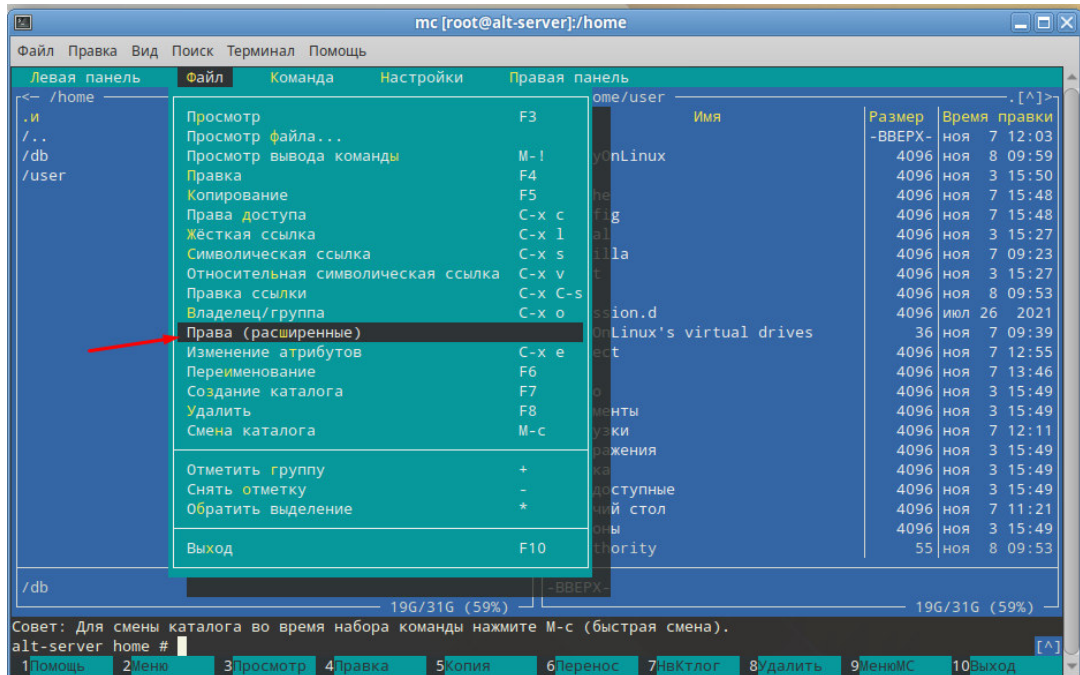 mc [root@alt-server]:/home
Файл Правка Вид Поиск Терминал Помощь
Левая панель Файл Команда Настройки Правая панель
<— /home ome/user .[^]>
.и Просмотр F3 Имя Размер Время правки
/.. Просмотр файла... -ВВЕРХ- ноя 7 12:03
/db Просмотр вывода команды M-! yOnLinux 4096 ноя 8 09:59
/user Правка F4 4096 ноя 3 15:50
Копирование F5 he 4096 ноя 7 15:48
Права доступа C-x c fig 4096 ноя 7 15:48
Жёсткая ссылка C-x l al 4096 ноя 3 15:27
Символическая ссылка C-x s illa 4096 ноя 7 09:23
Относительная символическая ссылка C-x v t 4096 ноя 3 15:27
Правка ссылки C-x C-s 4096 ноя 8 09:53
Владелец/группа C-x o ssion.d 4096 июл 26 2021
Права (расширенные) OnLinux's virtual drives 36 ноя 7 09:39
Изменение атрибутов C-x e ect 4096 ноя 7 12:55
Переименование F6 4096 ноя 7 13:46
Создание каталога F7 о 4096 ноя 3 15:49
Удалить F8 менты 4096 ноя 3 15:49
Смена каталога M-c узки 4096 ноя 7 12:11
ражения 4096 ноя 3 15:49
Отметить группу + ка 4096 ноя 3 15:49
Снять отметку - доступные 4096 ноя 3 15:49
Обратить выделение * чий стол 4096 ноя 7 11:21
оны 4096 ноя 3 15:49
Выход F10 thority 55 ноя 8 09:53
/db -ВВЕРХ-
19G/31G (59%) 19G/31G (59%)
Совет: Для смены каталога во время набора команды нажмите M-c (быстрая смена).
alt-server home # [^]
1Помощь 2Меню 3Просмотр 4Правка 5Копия 6Перенос 7НвКтлог 8Удалить 9МенюMC 10Выход